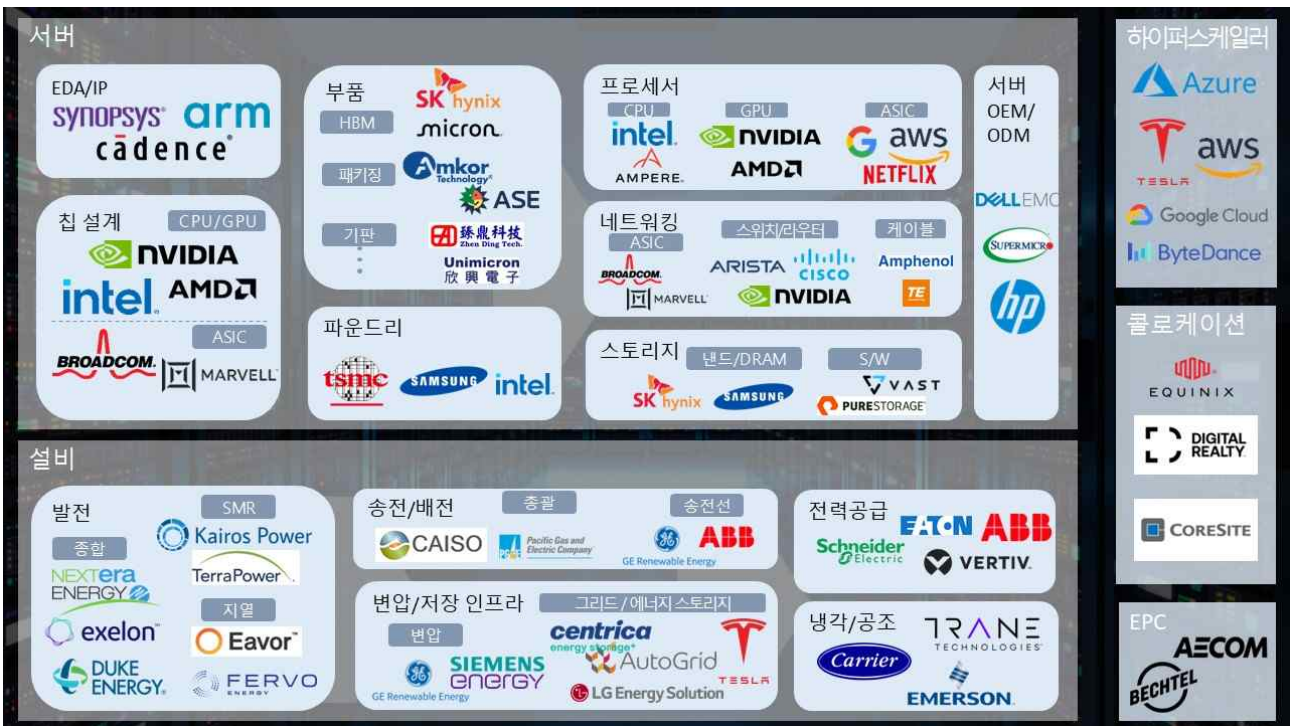 서버
EDA/IP
SYNOPSYS®
arm
cādence®
칩 설계
CPU/GPU
NVIDIA
intel.
AMD
ASIC
BROADCOM.
MARVELL
부품
SK hynix
HBM
micron
패키징
Amkor
Technology®
ASE
기판
臻鼎科技
Zhen Ding Tech.
Unimicron
欣興電子
파운드리
tsmc
SAMSUNG
intel.
프로세서
CPU
GPU
ASIC
intel.
NVIDIA
G aws
AMPERE.
AMD
NETFLIX
네트워킹
ASIC
스위치/라우터
케이블
BROADCOM.
ARISTA
CISCO
Amphenol
MARVELL
NVIDIA
TE
스토리지
낸드/DRAM
S/W
SK hynix
SAMSUNG
VAST
PURESTORAGE
서버
OEM/
ODM
DELLEMC
SUPERMICR
hp
설비
발전
SMR
Kairos Power
종합
TerraPower
NEXTera
ENERGY
지열
exelon™
Eavor™
DUKE
ENERGY®
FERVO
ENERGY
송전/배전
총괄
송전선
CAISO
PG&E
Pacific Gas and
Electric Company
ABB
GE Renewable Energy
변압/저장 인프라
그리드 / 에너지 스토리지
변압
centrica
energy storage+
AutoGrid
TESLA
SIEMENS
energy
GE Renewable Energy
LG Energy Solution
전력공급
EATON
ABB
Schneider
Electric
VERTIV.
냉각/공조
TRANE
TECHNOLOGIES
Carrier
EMERSON.
하이퍼스케일러
Azure
TESLA
aws
Google Cloud
ByteDance
콜로케이션
EQUINIX
DIGITAL
REALTY
CORESITE
EPC
AECOM
BECHTEL